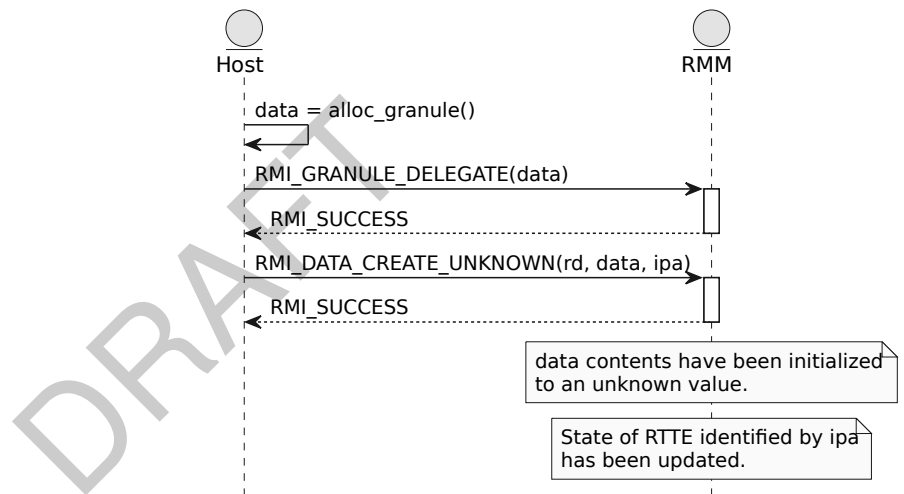 Host
RMM
data = alloc_granule()
RMI_GRANULE_DELEGATE(data)
RMI_SUCCESS
RMI_DATA_CREATE_UNKNOWN(rd, data, ipa)
RMI_SUCCESS
data contents have been initialized
to an unknown value.
State of RTTE identified by ipa
has been updated.
DRAFT